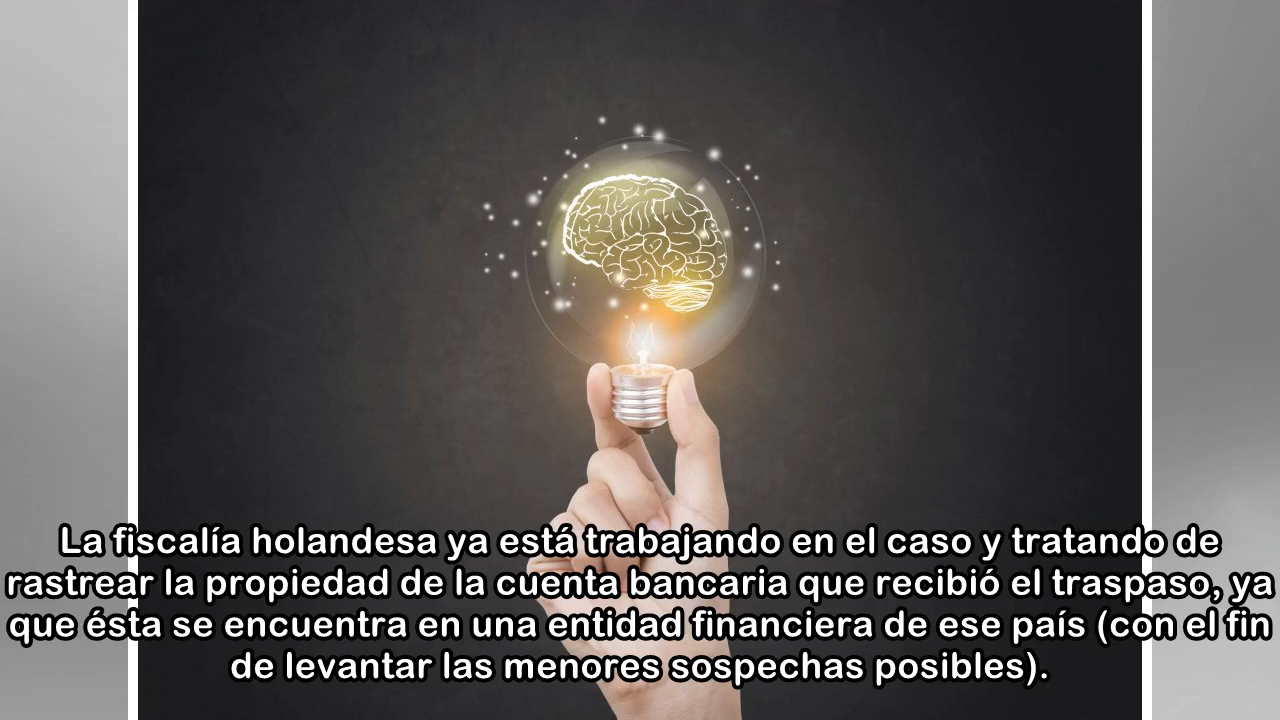 La fiscalía holandesa ya está trabajando en el caso y tratando de
rastrear la propiedad de la cuenta bancaria que recibió el traspaso, ya
que ésta se encuentra en una entidad financiera de ese país (con el fin
de levantar las menores sospechas posibles).